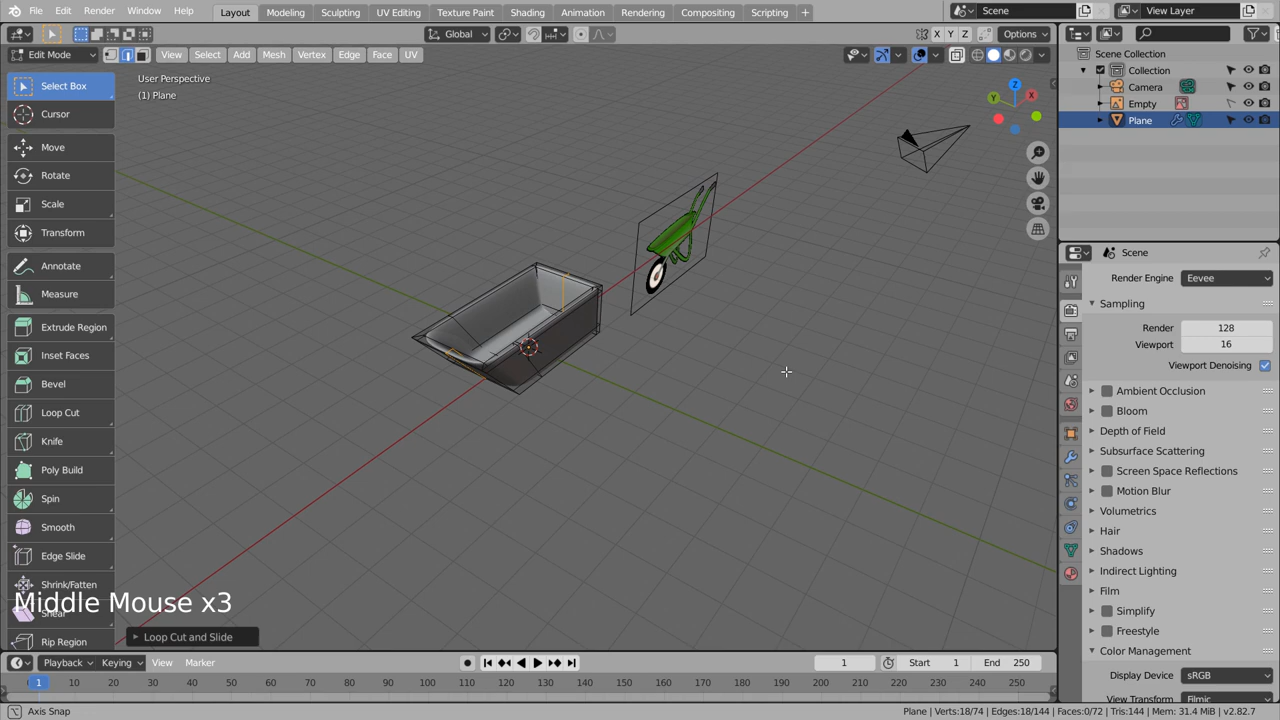 File Edit Render Window Help Layout Modeling Sculpting UV Editing Texture Paint Shading Animation Rendering Compositing Scripting + Scene View Layer
Global X Y Z Options
Edit Mode View Select Add Mesh Vertex Edge Face UV
User Perspective
(1) Plane
Select Box
Cursor
Move
Rotate
Scale
Transform
Annotate
Measure
Extrude Region
Inset Faces
Bevel
Loop Cut
Knife
Poly Build
Spin
Smooth
Edge Slide
Shrink/Fatten
Shear
Rip Region
Middle Mouse x3
Loop Cut and Slide
Z
Y X
Scene Collection
Collection
Camera
Empty
Plane
Scene
Render Engine Eevee
Sampling
Render 128
Viewport 16
Viewport Denoising
Ambient Occlusion
Bloom
Depth of Field
Subsurface Scattering
Screen Space Reflections
Motion Blur
Volumetrics
Hair
Shadows
Indirect Lighting
Film
Simplify
Freestyle
Color Management
Display Device sRGB
View Transform Filmic
Playback Keying View Marker 1 Start 1 End 250
1 10 20 30 40 50 60 70 80 90 100 110 120 130 140 150 160 170 180 190 200 210 220 230 240 250
Axis Snap Plane | Verts:18/74 | Edges:18/144 | Faces:0/72 | Tris:144 | Mem: 31.4 MiB | v2.82.7